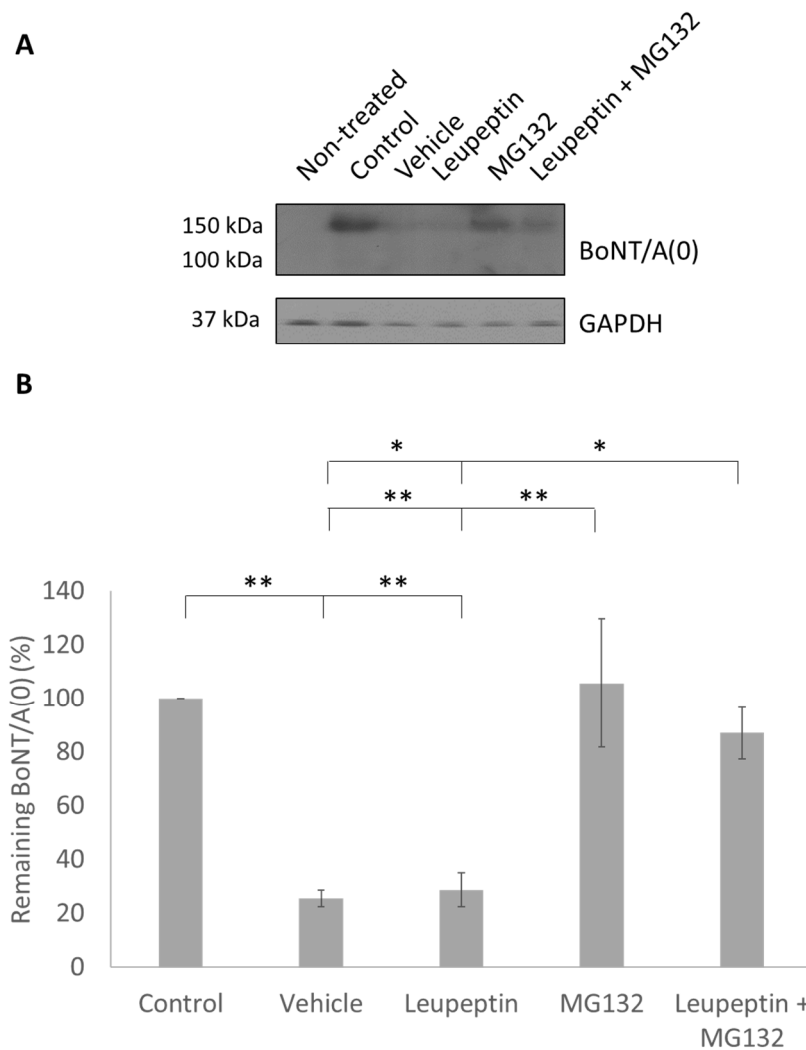 A
Non-treated
Control
Vehicle
Leupeptin
MG132
Leupeptin + MG132
150 kDa
100 kDa
BoNT/A(0)
37 kDa
GAPDH
B
* *
** **
** **
Remaining BoNT/A(0) (%)
140
120
100
80
60
40
20
0
Control Vehicle Leupeptin MG132 Leupeptin +
MG132